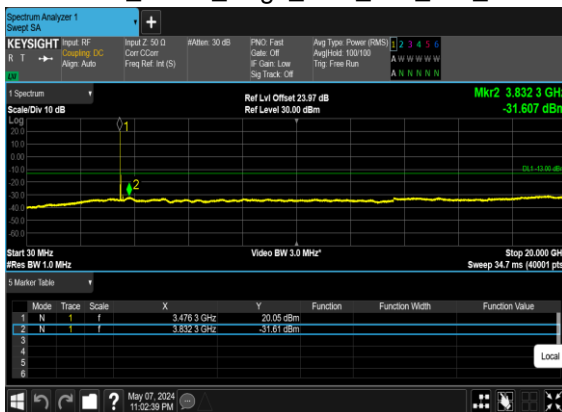 Spectrum Analyzer 1
Swept SA
KEYSIGHT Input: RF Input Z: 50 Ω #Atten: 30 dB PNO: Fast Avg Type: Power (RMS) 1 2 3 4 5 6
R T Coupling: DC Corr CCorr Gate: Off Avg|Hold: 100/100 A W W W W W
Align: Auto Freq Ref: Int (S) IF Gain: Low Trig: Free Run
Sig Track: Off A N N N N N
1 Spectrum Ref Lvl Offset 23.97 dB Mkr2 3.832 3 GHz
Scale/Div 10 dB Ref Level 30.00 dBm -31.607 dBm
Log
20.0
10.0
0.00
-10.0
-20.0
-30.0
-40.0
-50.0
-60.0
1
2
DL1 -13.00 dB
Start 30 MHz Video BW 3.0 MHz* Stop 20.000 GH
#Res BW 1.0 MHz Sweep 34.7 ms (40001 pts
5 Marker Table
Mode Trace Scale X Y Function Function Width Function Value
1 N 1 f 3.476 3 GHz 20.05 dBm
2 N 1 f 3.832 3 GHz -31.61 dBm
3
4
5
6
Local
? May 07, 2024
11:02:39 PM